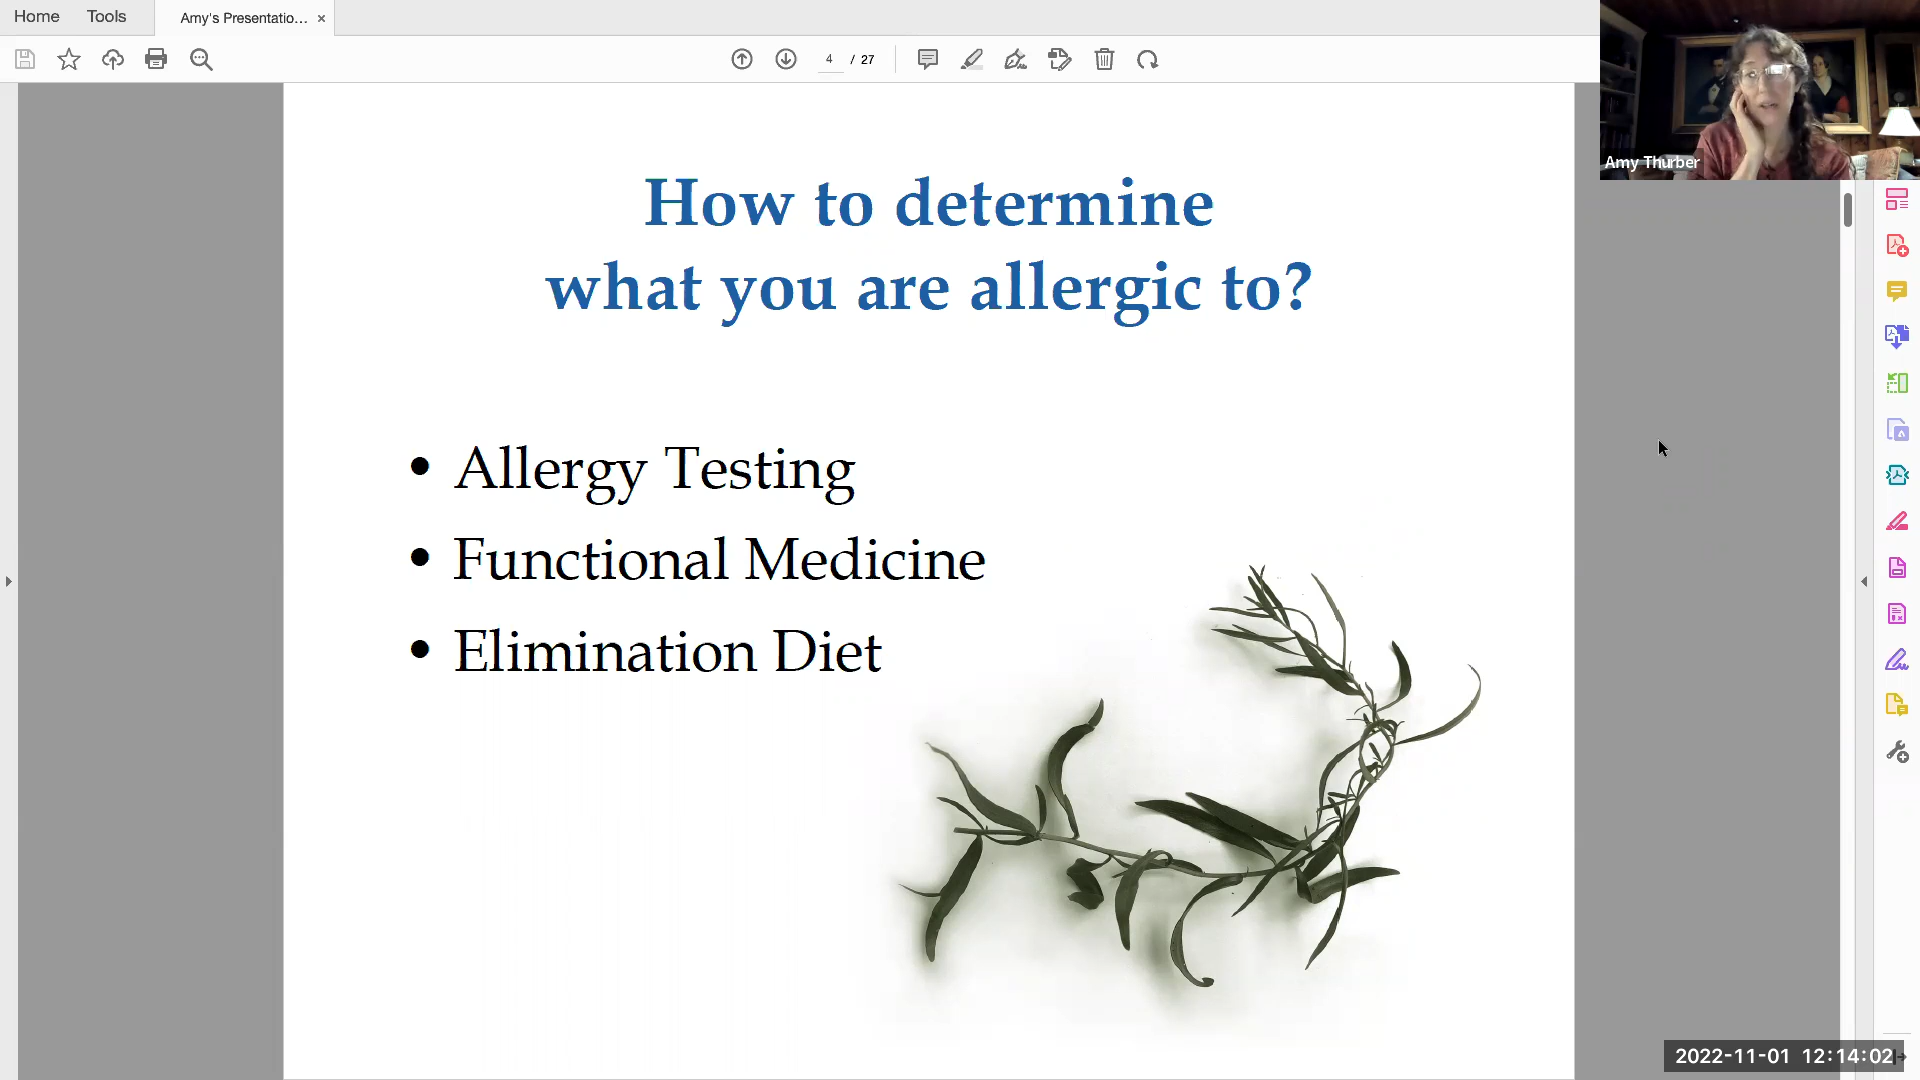 Home Tools Amy's Presentatio... ×
4 / 27
Amy Thurber
How to determine
what you are allergic to?
• Allergy Testing
• Functional Medicine
• Elimination Diet
2022-11-01 12:14:02